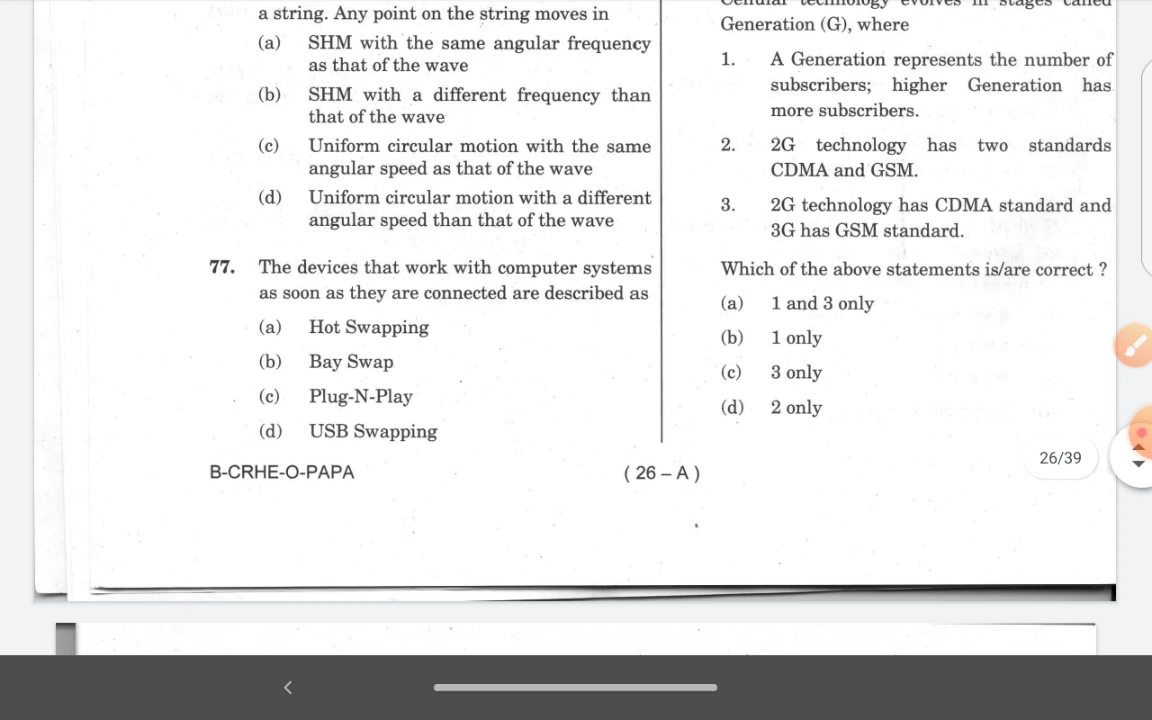 a string. Any point on the string moves in
(a) SHM with the same angular frequency
as that of the wave
(b) SHM with a different frequency than
that of the wave
(c) Uniform circular motion with the same
angular speed as that of the wave
(d) Uniform circular motion with a different
angular speed than that of the wave
77. The devices that work with computer systems
as soon as they are connected are described as
(a) Hot Swapping
(b) Bay Swap
(c) Plug-N-Play
(d) USB Swapping
Cellular technology evolves in stages called
Generation (G), where
1. A Generation represents the number of
subscribers; higher Generation has
more subscribers.
2. 2G technology has two standards
CDMA and GSM.
3. 2G technology has CDMA standard and
3G has GSM standard.
Which of the above statements is/are correct ?
(a) 1 and 3 only
(b) 1 only
(c) 3 only
(d) 2 only
B-CRHE-O-PAPA
( 26 – A )
26/39